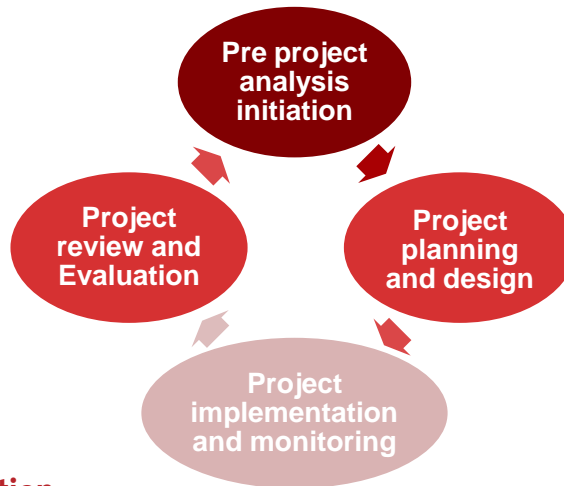 Pre project
analysis
initiation
Project
review and
Evaluation
Project
planning
and design
Project
implementation
and monitoring